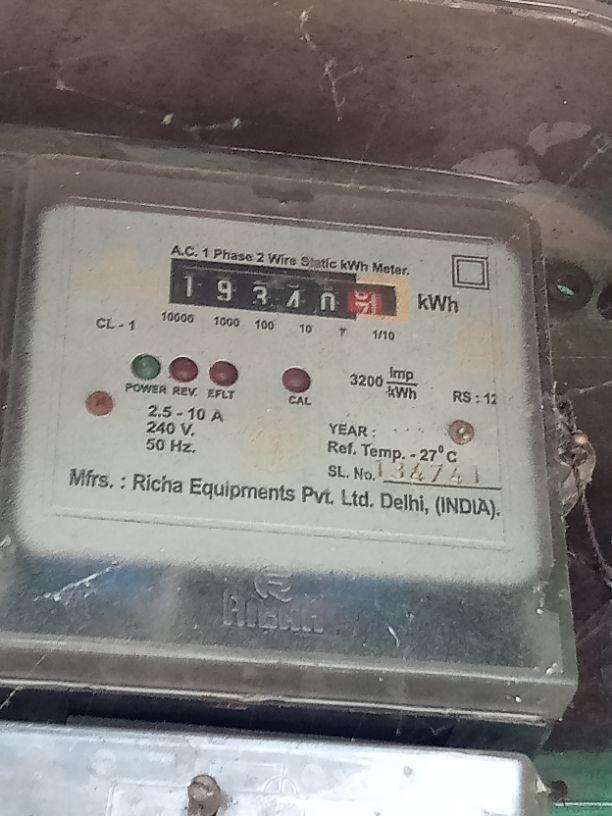 A.C. 1 Phase 2 Wire Static kWh Meter.
1 9 3 4 0
kWh
CL - 1
10000 1000 100 10 1 1/10
POWER REV. EFLT
CAL
3200 Imp/kWh
RS : 12
2.5 - 10 A
240 V.
50 Hz.
YEAR :
Ref. Temp. - 27°C
SL. No. 134741
Mfrs. : Richa Equipments Pvt. Ltd. Delhi, (INDIA).
RICHA